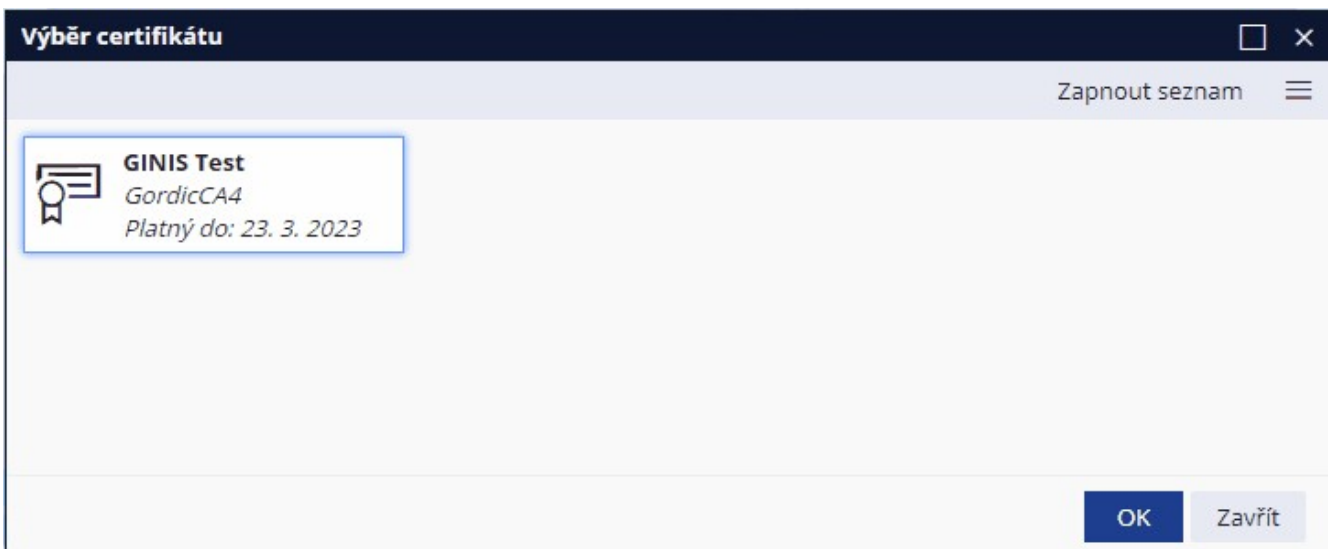 Výběr certifikátu
Zapnout seznam
GINIS Test
GordicCA4
Platný do: 23. 3. 2023
OK Zavřít